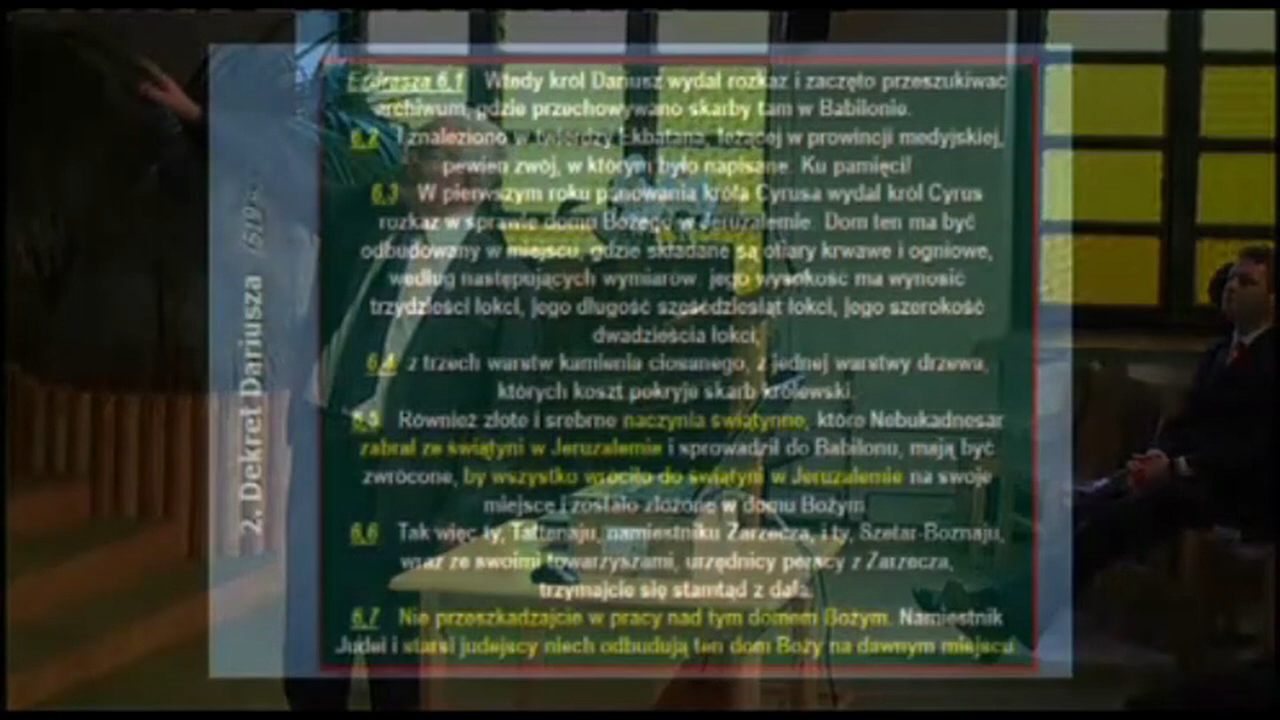 2. Dekret Dariusza 519
Ezdrasza 6.1 Wtedy król Dariusz wydał rozkaz i zaczęto przeszukiwać
archiwum, gdzie przechowywano skarby tam w Babilonie.
6.2 I znaleziono w twierdzy Ekbatana, leżącej w prowincji medyjskiej,
pewien zwój, w którym było napisane: Ku pamięci!
6.3 W pierwszym roku panowania króla Cyrusa wydał król Cyrus
rozkaz w sprawie domu Bożego w Jeruzalemie: Dom ten ma być
odbudowany w miejscu, gdzie składane są ofiary krwawe i ogniowe,
według następujących wymiarów: jego wysokość ma wynosić
trzydzieści łokci, jego długość sześćdziesiąt łokci, jego szerokość
dwadzieścia łokci,
6.4 z trzech warstw kamienia ciosanego, z jednej warstwy drzewa,
których koszt pokryje skarb królewski.
6.5 Również złote i srebrne naczynia świątynne, które Nebukadnesar
zabrał ze świątyni w Jeruzalemie i sprowadził do Babilonu, mają być
zwrócone, by wszystko wróciło do świątyni w Jeruzalemie na swoje
miejsce i zostało złożone w domu Bożym.
6.6 Tak więc ty, Tattenaju, namiestniku Zarzecza, i ty, Szetar-Boznaju,
wraz ze swoimi towarzyszami, urzędnicy perscy z Zarzecza,
trzymajcie się stamtąd z dala.
6.7 Nie przeszkadzajcie w pracy nad tym domem Bożym. Namiestnik
Judei i starsi judejscy niech odbudują ten dom Boży na dawnym miejscu